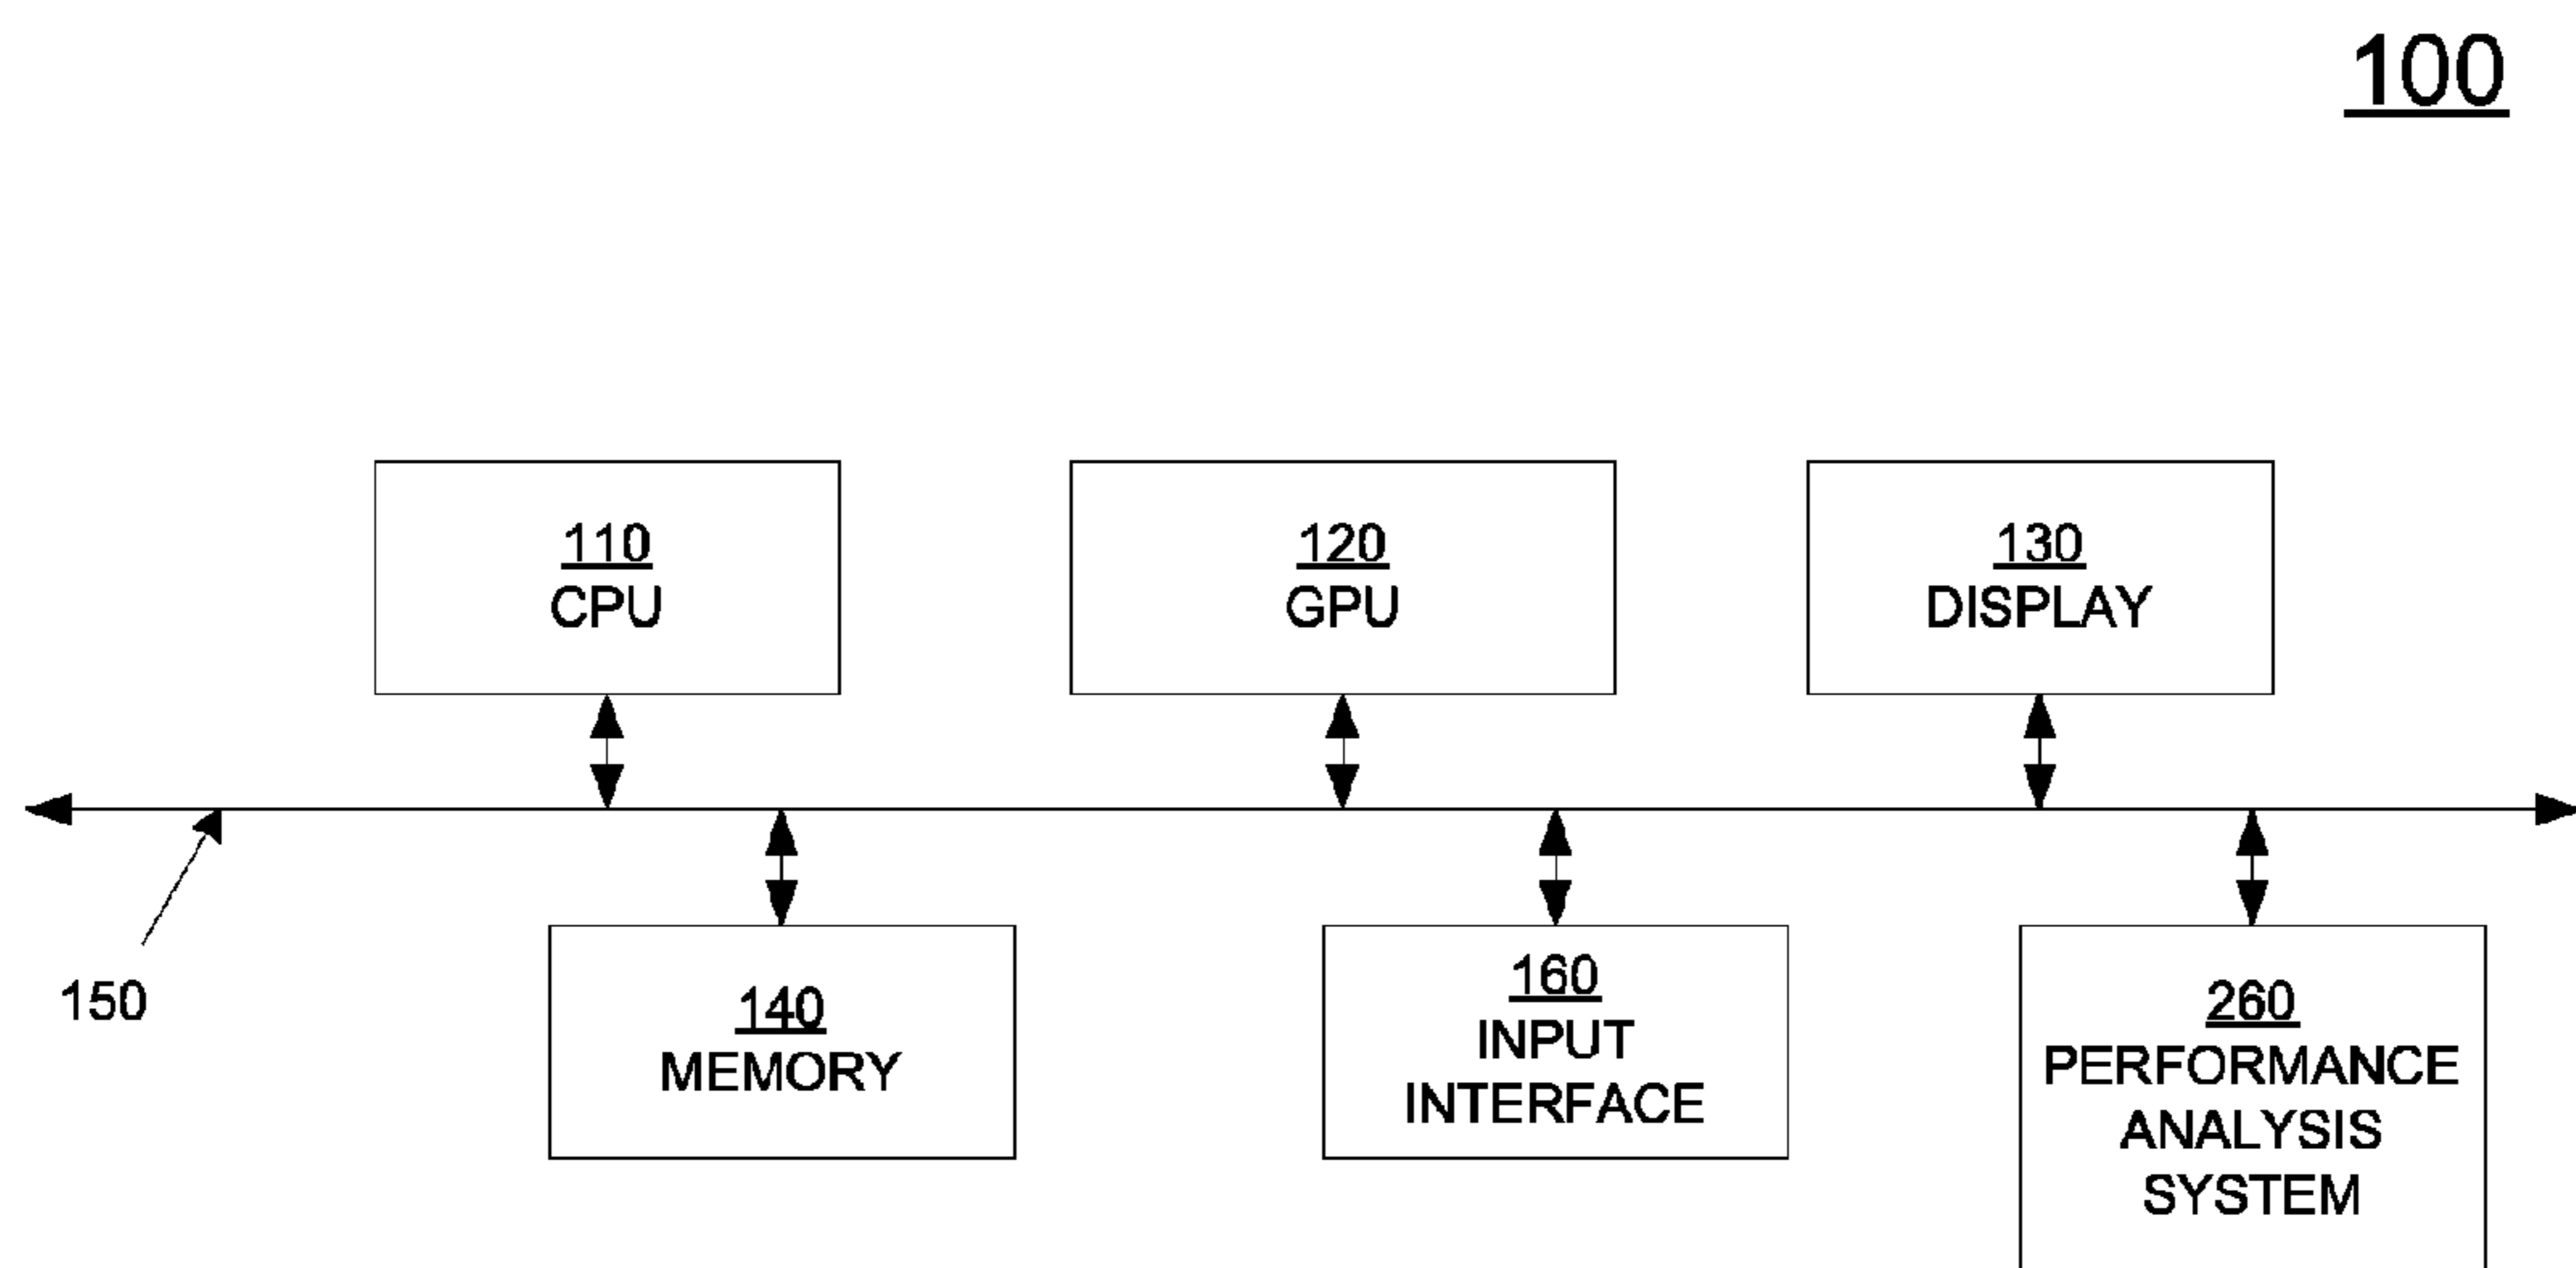 100
110
CPU
120
GPU
130
DISPLAY
150
140
MEMORY
160
INPUT
INTERFACE
260
PERFORMANCE
ANALYSIS
SYSTEM